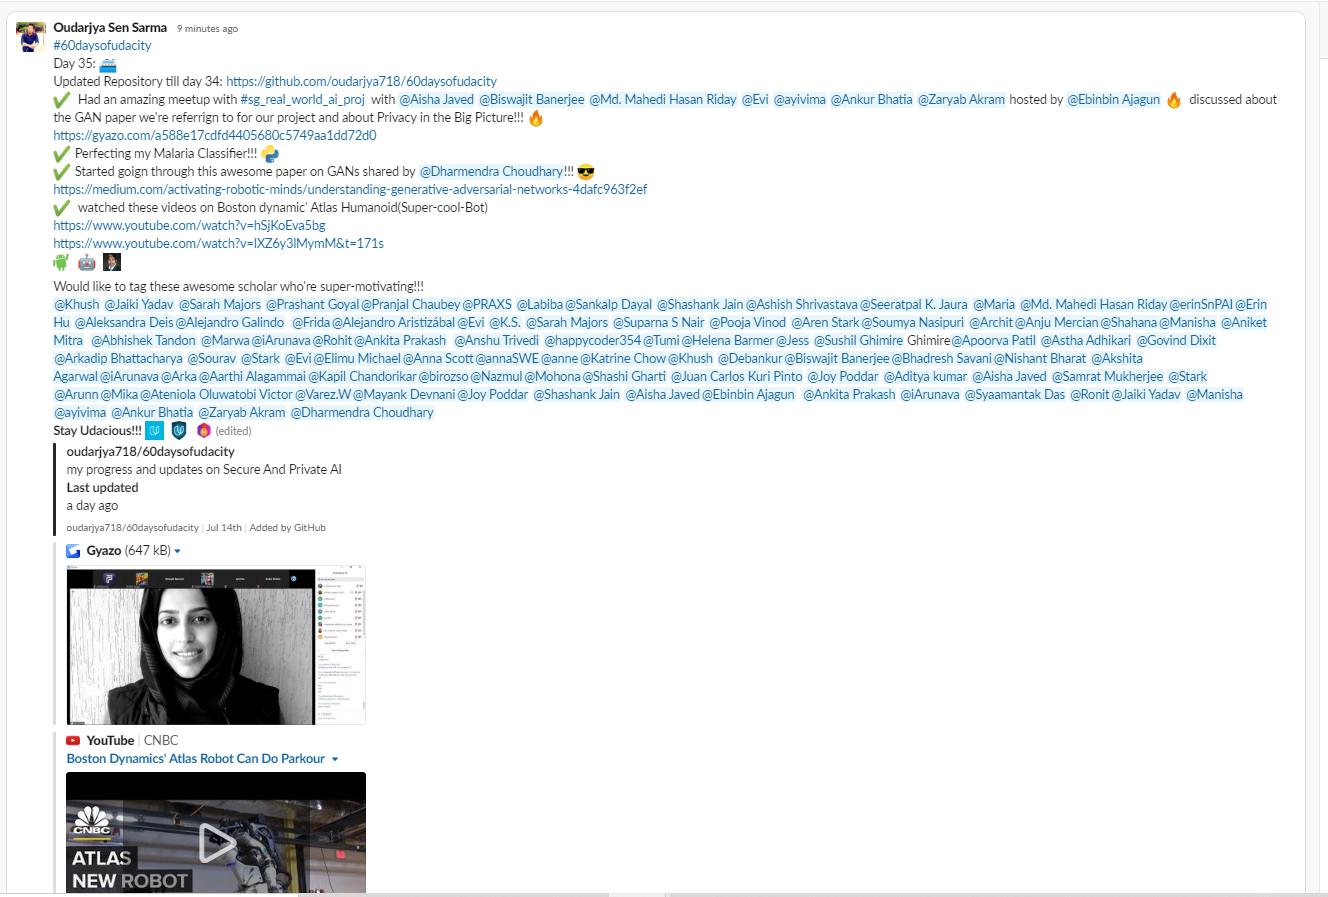 Oudarjya Sen Sarma 9 minutes ago
#60daysofudacity
Day 35:
Updated Repository till day 34: https://github.com/oudarjya718/60daysofudacity
Had an amazing meetup with #sg_real_world_ai_proj with @Aisha Javed @Biswajit Banerjee @Md. Mahedi Hasan Riday @Evi @ayivima @Ankur Bhatia @Zaryab Akram hosted by @Ebinbin Ajagun discussed about
the GAN paper we're referrign to for our project and about Privacy in the Big Picture!!!
https://gyazo.com/a588e17cdfd4405680c5749aa1dd72d0
Perfecting my Malaria Classifier!!!
Started goign through this awesome paper on GANs shared by @Dharmendra Choudhary!!!
https://medium.com/activating-robotic-minds/understanding-generative-adversarial-networks-4dafc963f2ef
watched these videos on Boston dynamic' Atlas Humanoid(Super-cool-Bot)
https://www.youtube.com/watch?v=hSjKoEva5bg
https://www.youtube.com/watch?v=lXZ6y3lMymM&t=171s
Would like to tag these awesome scholar who're super-motivating!!!
@Khush @Jaiki Yadav @Sarah Majors @Prashant Goyal @Pranjal Chaubey @PRAXS @Labiba @Sankalp Dayal @Shashank Jain @Ashish Shrivastava @Seeratpal K. Jaura @Maria @Md. Mahedi Hasan Riday @erinSnPAI @Erin
Hu @Aleksandra Deis @Alejandro Galindo @Frida @Alejandro Aristizábal @Evi @K.S. @Sarah Majors @Suparna S Nair @Pooja Vinod @Aren Stark @Soumya Nasipuri @Archit @Anju Mercian @Shahana @Manisha @Aniket
Mitra @Abhishek Tandon @Marwa @iArunava @Rohit @Ankita Prakash @Anshu Trivedi @happycoder354 @Tumi @Helena Barmer @Jess @Sushil Ghimire Ghimire @Apoorva Patil @Astha Adhikari @Govind Dixit
@Arkadip Bhattacharya @Sourav @Stark @Evi @Elimu Michael @Anna Scott @annaSWE @anne @Katrine Chow @Khush @Debankur @Biswajit Banerjee @Bhadresh Savani @Nishant Bharat @Akshita
Agarwal @iArunava @Arka @Aarthi Alagammai @Kapil Chandorikar @birozso @Nazmul @Mohona @Shashi Gharti @Juan Carlos Kuri Pinto @Joy Poddar @Aditya kumar @Aisha Javed @Samrat Mukherjee @Stark
@Arunn @Mika @Ateniola Oluwatobi Victor @Varez.W @Mayank Devnani @Joy Poddar @Shashank Jain @Aisha Javed @Ebinbin Ajagun @Ankita Prakash @iArunava @Syaamantak Das @Ronit @Jaiki Yadav @Manisha
@ayivima @Ankur Bhatia @Zaryab Akram @Dharmendra Choudhary
Stay Udacious!!! (edited)
oudarjya718/60daysofudacity
my progress and updates on Secure And Private AI
Last updated
a day ago
oudarjya718/60daysofudacity | Jul 14th | Added by GitHub
Gyazo (647 kB)
YouTube | CNBC
Boston Dynamics' Atlas Robot Can Do Parkour
CNBC
ATLAS
NEW ROBOT